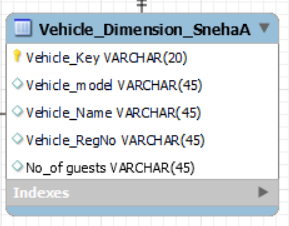 Vehicle_Dimension_SnehaA
Vehicle_Key VARCHAR(20)
Vehicle_model VARCHAR(45)
Vehicle_Name VARCHAR(45)
Vehicle_RegNo VARCHAR(45)
No_of guests VARCHAR(45)
Indexes